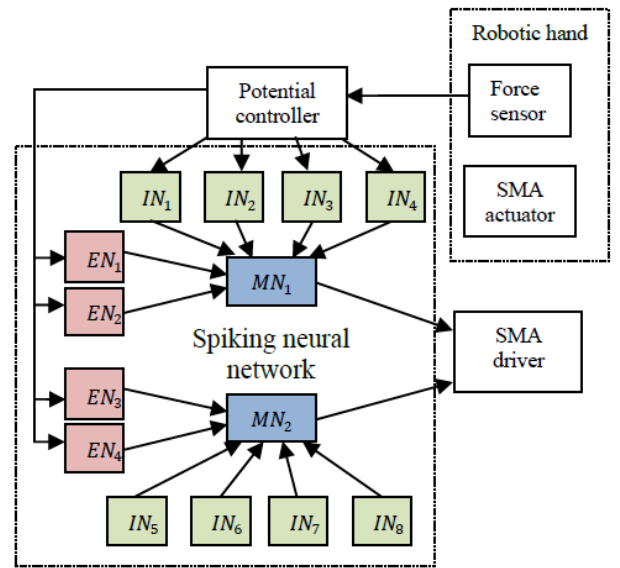 Robotic hand
Potential
controller
Force
sensor
IN₁
IN₂
IN₃
IN₄
SMA
actuator
EN₁
MN₁
EN₂
Spiking neural
network
SMA
driver
EN₃
MN₂
EN₄
IN₅
IN₆
IN₇
IN₈